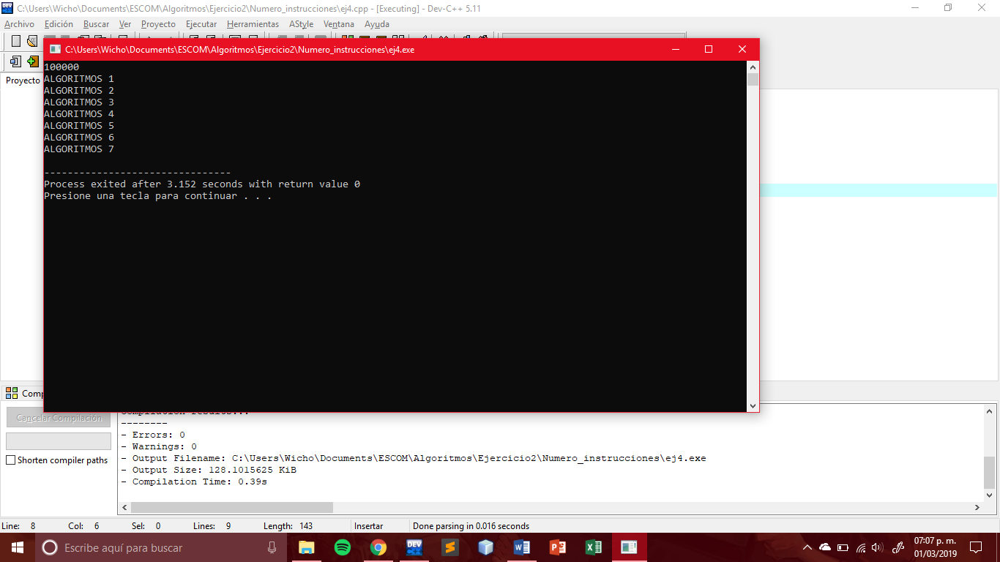 C:\Users\Wicho\Documents\ESCOM\Algoritmos\Ejercicio2\Numero_instrucciones\ej4.cpp - [Executing] - Dev-C++ 5.11
Archivo Edición Buscar Ver Proyecto Ejecutar Herramientas AStyle Ventana Ayuda
C:\Users\Wicho\Documents\ESCOM\Algoritmos\Ejercicio2\Numero_instrucciones\ej4.exe
Proyecto
100000
ALGORITMOS 1
ALGORITMOS 2
ALGORITMOS 3
ALGORITMOS 4
ALGORITMOS 5
ALGORITMOS 6
ALGORITMOS 7
--------------------------------
Process exited after 3.152 seconds with return value 0
Presione una tecla para continuar . . .
Comp
Cancelar Compilación
Shorten compiler paths
Compilation results...
--------
- Errors: 0
- Warnings: 0
- Output Filename: C:\Users\Wicho\Documents\ESCOM\Algoritmos\Ejercicio2\Numero_instrucciones\ej4.exe
- Output Size: 128.1015625 KiB
- Compilation Time: 0.39s
Line: 8 Col: 6 Sel: 0 Lines: 9 Length: 143 Insertar Done parsing in 0.016 seconds
Escribe aquí para buscar
DEV
07:07 p. m.
01/03/2019